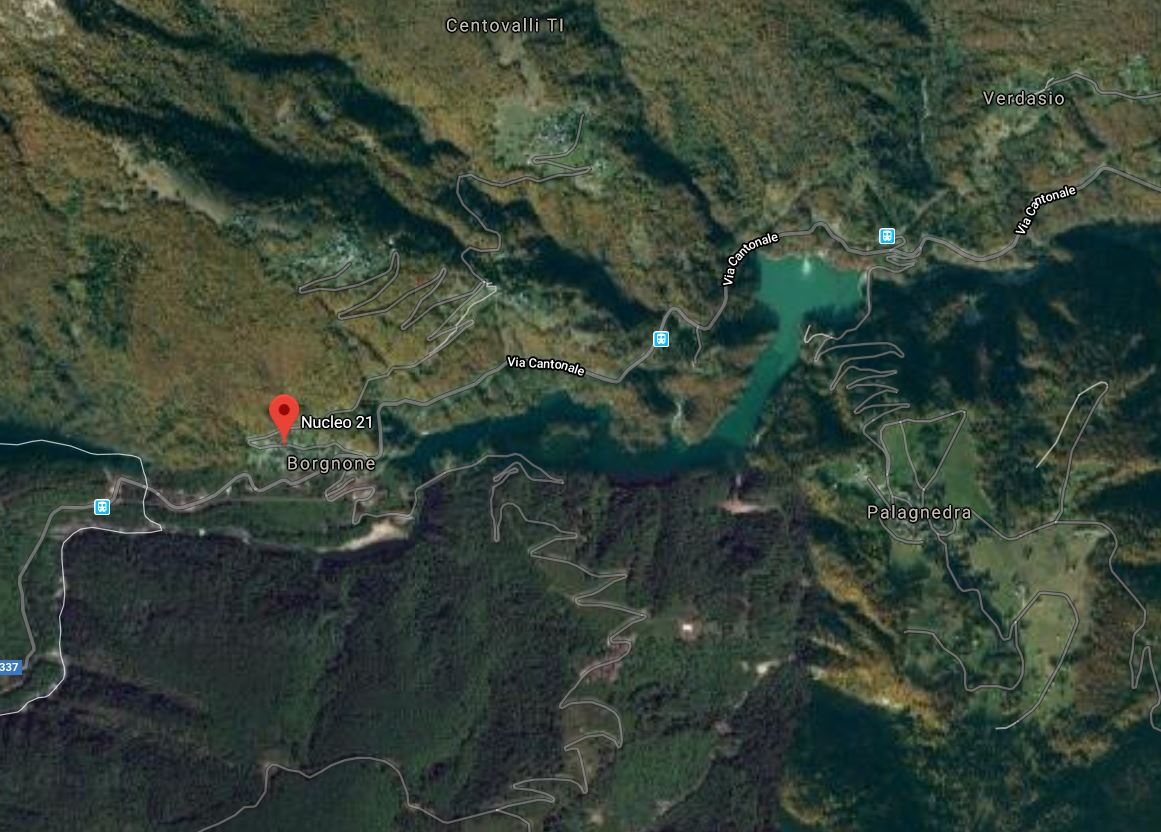 Centovalli TI
Verdasio
Via Cantonale
Via Cantonale
Via Cantonale
Nucleo 21
Borgnone
Palagnedra
337